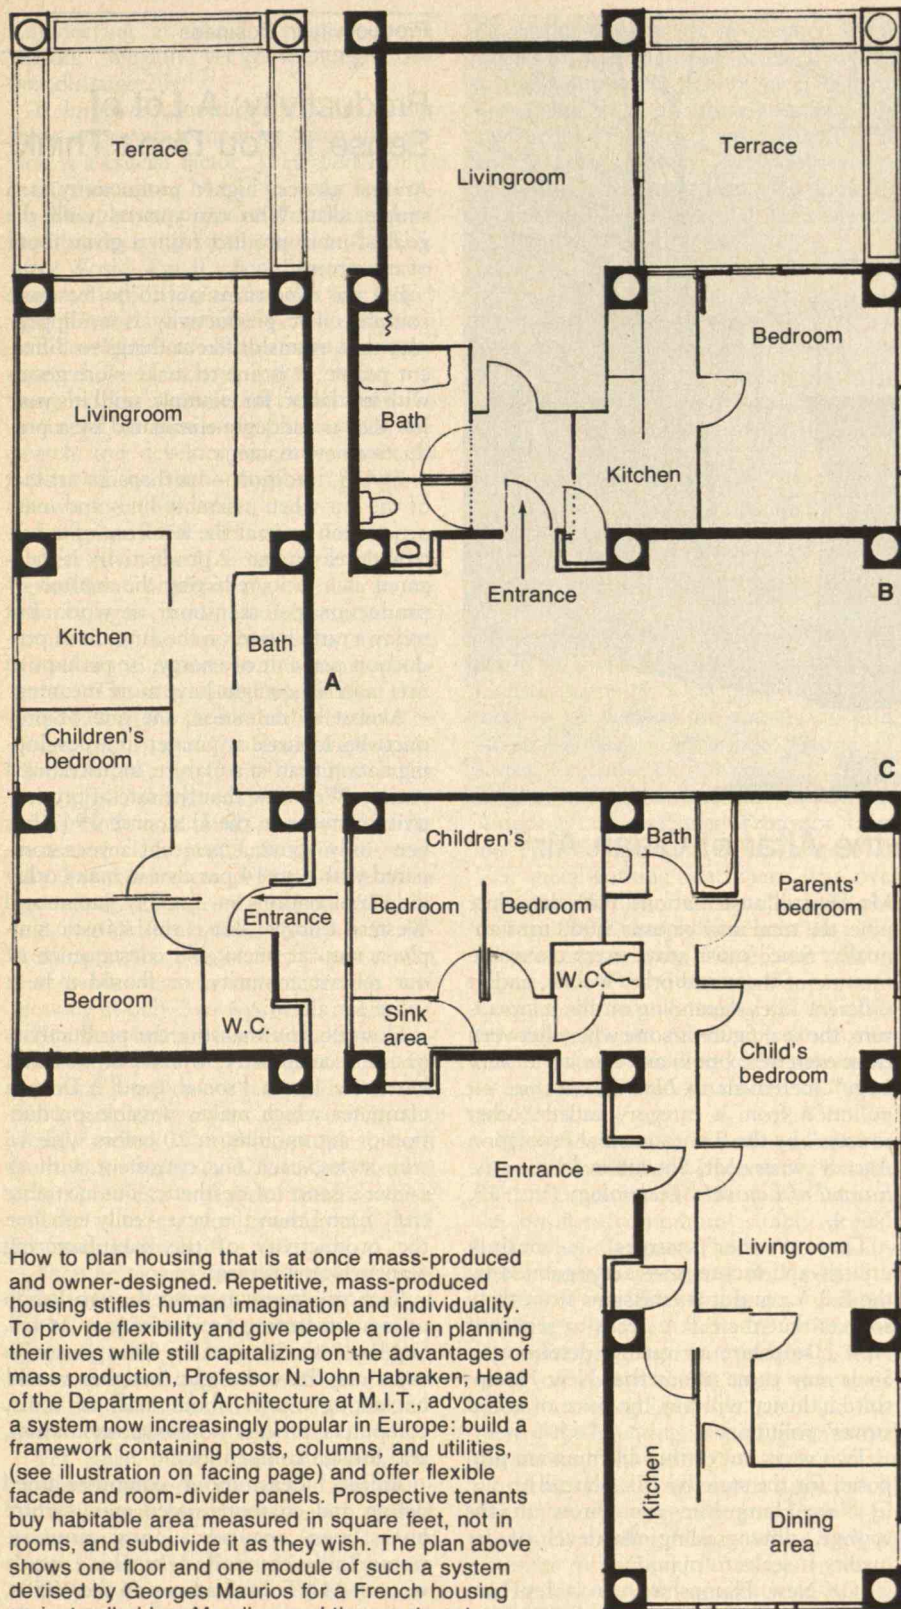 Terrace
Livingroom
Terrace
Livingroom
Bedroom
Bath
Kitchen
Entrance
B
Kitchen
Bath
A
Children's
bedroom
C
Children's
Bath
Parents'
bedroom
Entrance
Bedroom
Bedroom
W.C.
Sink
area
Bedroom
W.C.
Child's
bedroom
Entrance
Livingroom
Kitchen
Dining
area
How to plan housing that is at once mass-produced
and owner-designed. Repetitive, mass-produced
housing stifles human imagination and individuality.
To provide flexibility and give people a role in planning
their lives while still capitalizing on the advantages of
mass production, Professor N. John Habraken, Head
of the Department of Architecture at M.I.T., advocates
a system now increasingly popular in Europe: build a
framework containing posts, columns, and utilities,
(see illustration on facing page) and offer flexible
facade and room-divider panels. Prospective tenants
buy habitable area measured in square feet, not in
rooms, and subdivide it as they wish. The plan above
shows one floor and one module of such a system
devised by Georges Maurios for a French housing